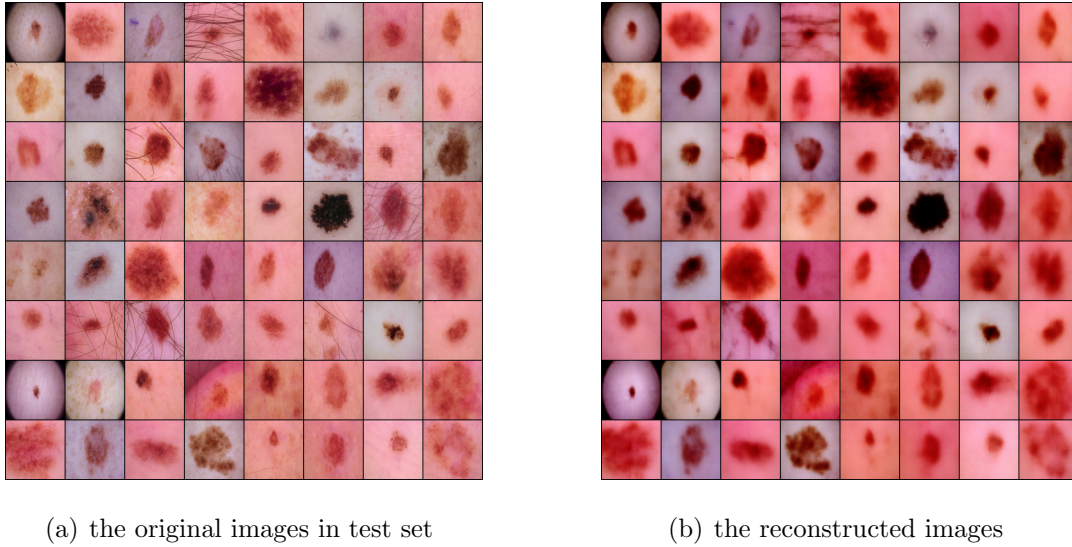 (a) the original images in test set
(b) the reconstructed images